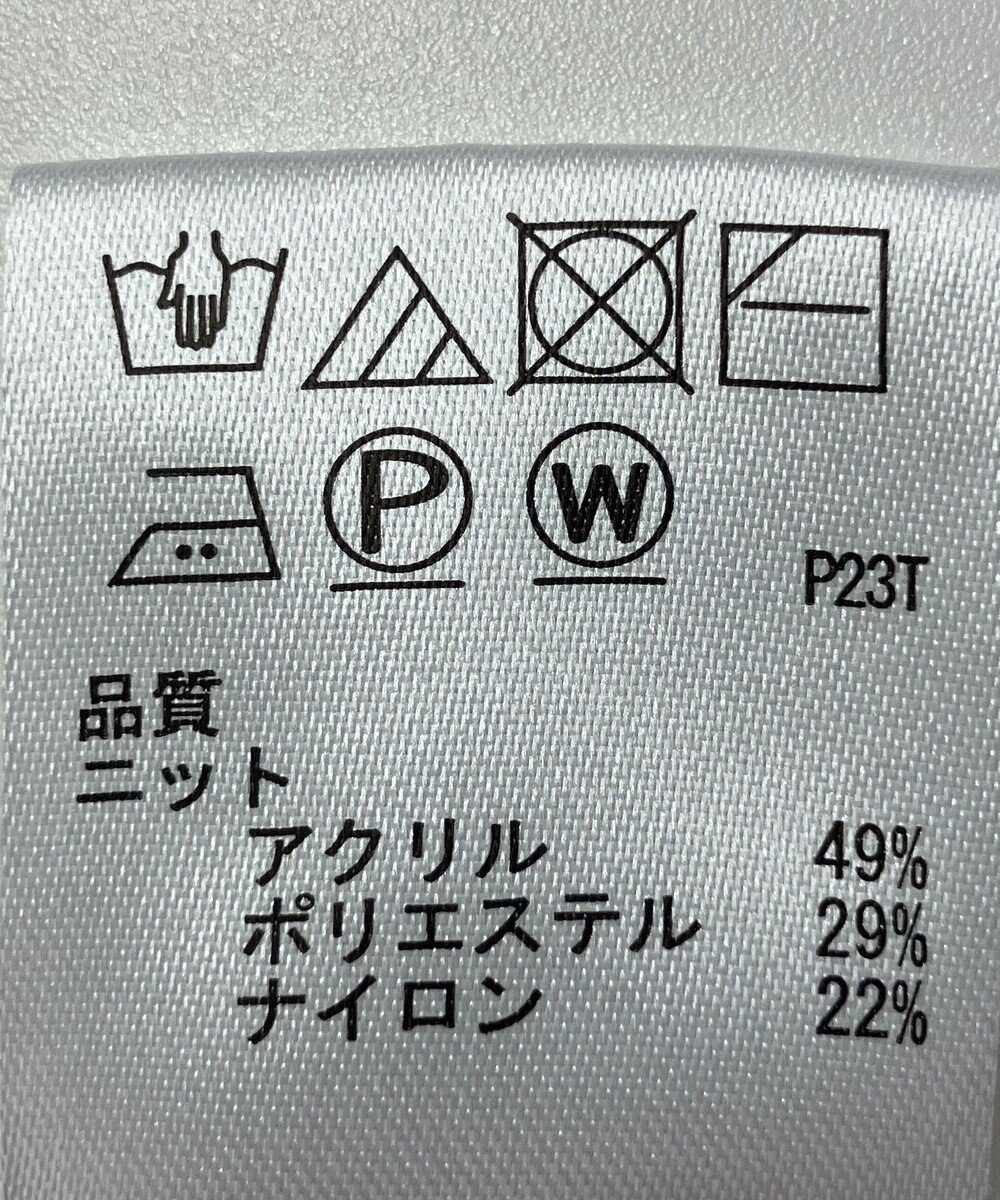 P W
P23T
品質
ニット
アクリル 49%
ポリエステル 29%
ナイロン 22%